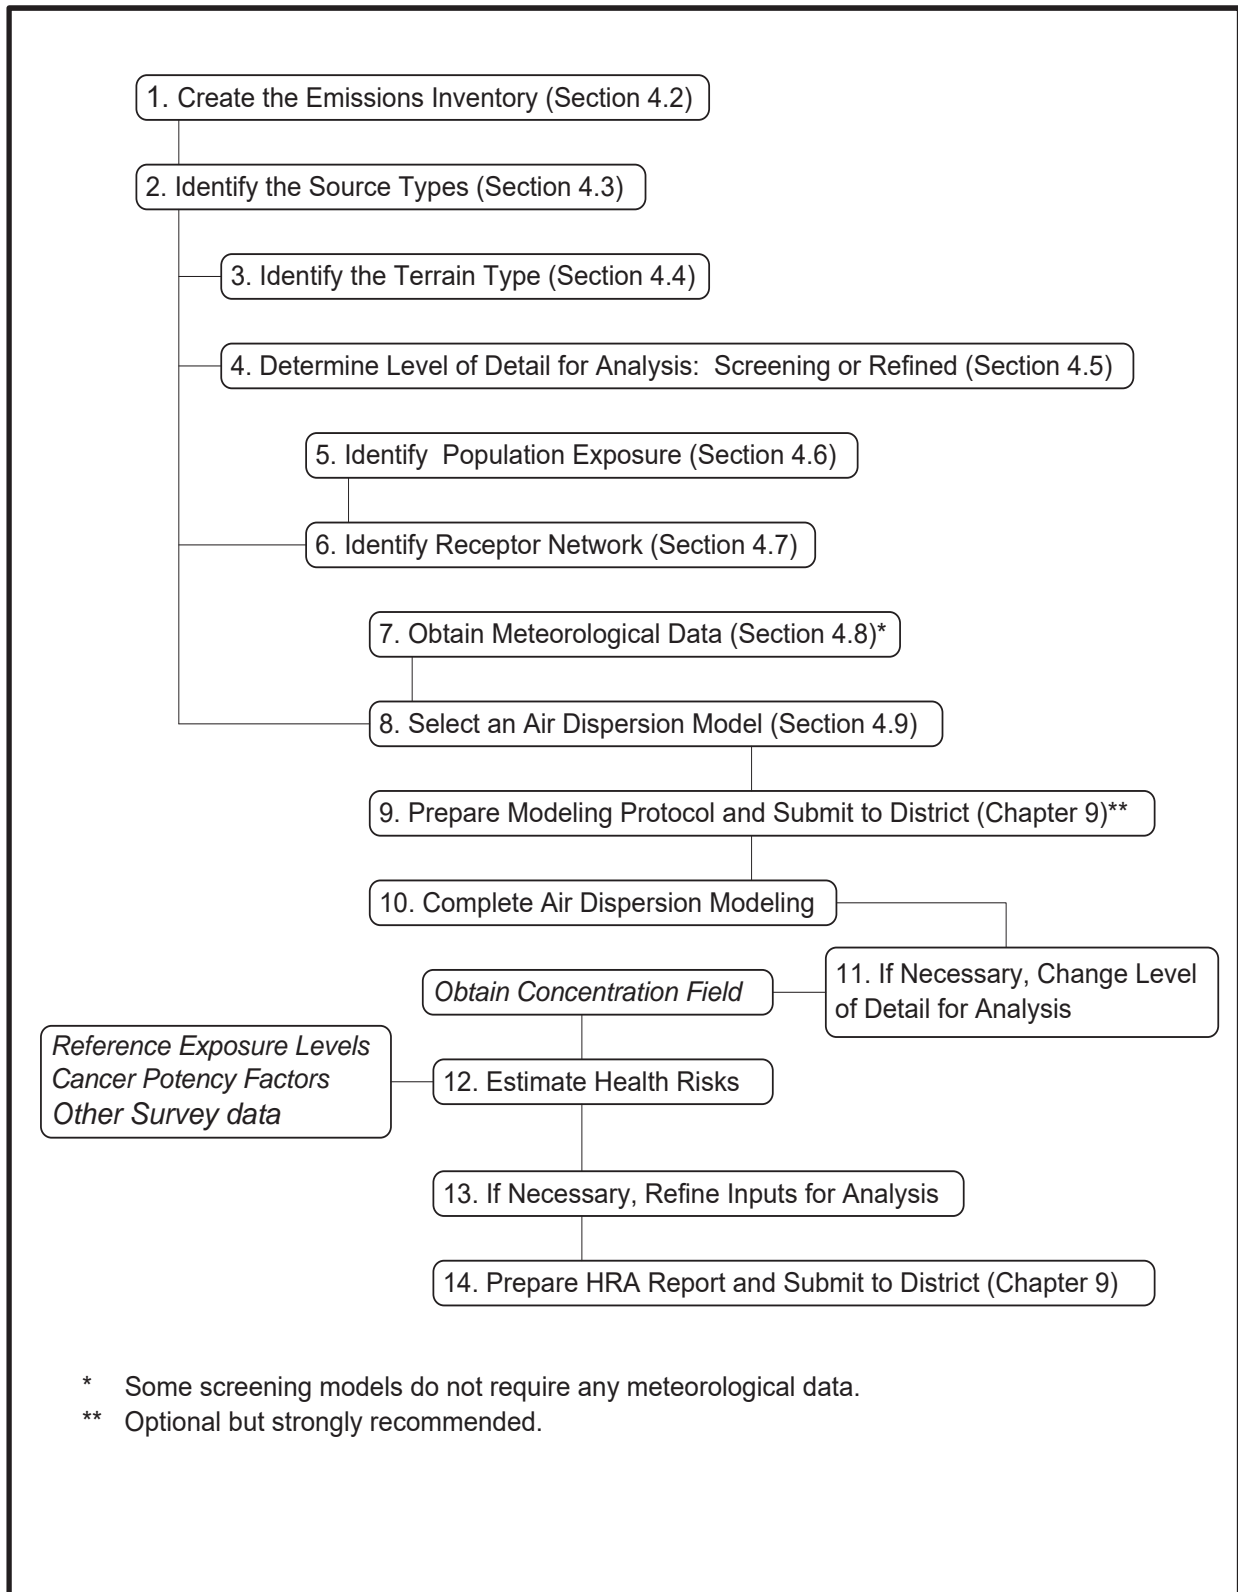 1. Create the Emissions Inventory (Section 4.2)
2. Identify the Source Types (Section 4.3)
3. Identify the Terrain Type (Section 4.4)
4. Determine Level of Detail for Analysis:  Screening or Refined (Section 4.5)
5. Identify  Population Exposure (Section 4.6)
6. Identify Receptor Network (Section 4.7)
7. Obtain Meteorological Data (Section 4.8)*
8. Select an Air Dispersion Model (Section 4.9)
9. Prepare Modeling Protocol and Submit to District (Chapter 9)**
10. Complete Air Dispersion Modeling
11. If Necessary, Change Level
of Detail for Analysis
Obtain Concentration Field
Reference Exposure Levels
Cancer Potency Factors
Other Survey data
12. Estimate Health Risks
13. If Necessary, Refine Inputs for Analysis
14. Prepare HRA Report and Submit to District (Chapter 9)
* Some screening models do not require any meteorological data.
** Optional but strongly recommended.